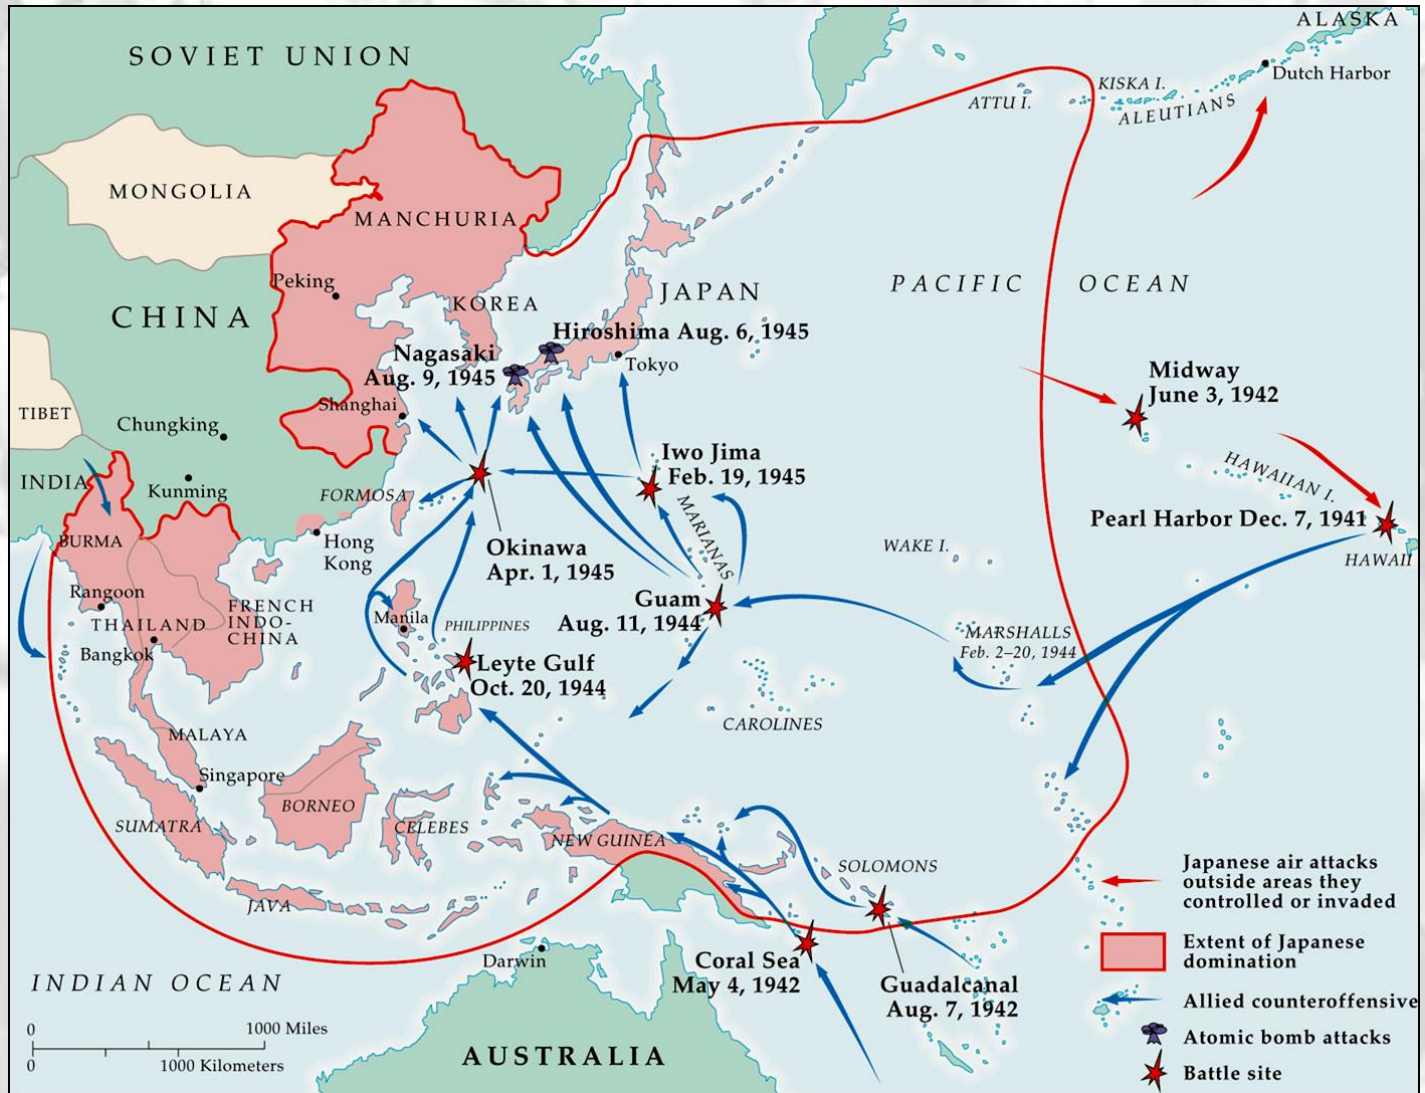 ALASKA
SOVIET UNION
Dutch Harbor
KISKA I.
ATTU I.
ALEUTIANS
MONGOLIA
MANCHURIA
Peking
KOREA
JAPAN
PACIFIC OCEAN
CHINA
Hiroshima Aug. 6, 1945
Nagasaki
Aug. 9, 1945
Tokyo
Midway
June 3, 1942
TIBET
Shanghai
Chungking
Iwo Jima
Feb. 19, 1945
HAWAIIAN I.
INDIA
Kunming
FORMOSA
MARIANAS
Pearl Harbor Dec. 7, 1941
HAWAII
BURMA
Hong
Kong
Okinawa
Apr. 1, 1945
WAKE I.
Rangoon
FRENCH
INDO-
CHINA
THAILAND
Bangkok
Manila
PHILIPPINES
Guam
Aug. 11, 1944
MARSHALLS
Feb. 2–20, 1944
Leyte Gulf
Oct. 20, 1944
CAROLINES
MALAYA
Singapore
BORNEO
SUMATRA
CELEBES
NEW GUINEA
SOLOMONS
JAVA
Darwin
Coral Sea
May 4, 1942
Guadalcanal
Aug. 7, 1942
INDIAN OCEAN
AUSTRALIA
0 1000 Miles
0 1000 Kilometers
Japanese air attacks
outside areas they
controlled or invaded
Extent of Japanese
domination
Allied counteroffensive
Atomic bomb attacks
Battle site